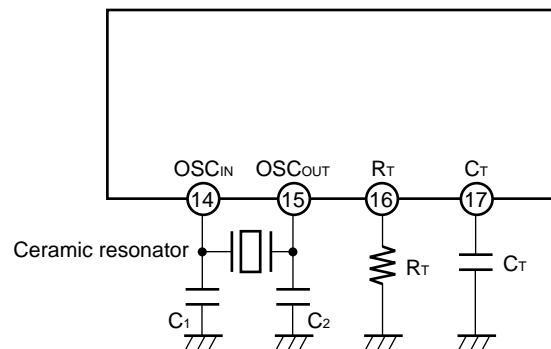 OSCIN OSCOUT RT CT
14 15 16 17
Ceramic resonator
RT CT
C1 C2